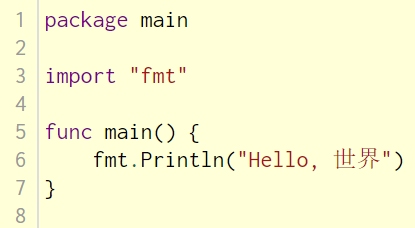 1 package main
2
3 import "fmt"
4
5 func main() {
6     fmt.Println("Hello, 世界")
7 }
8